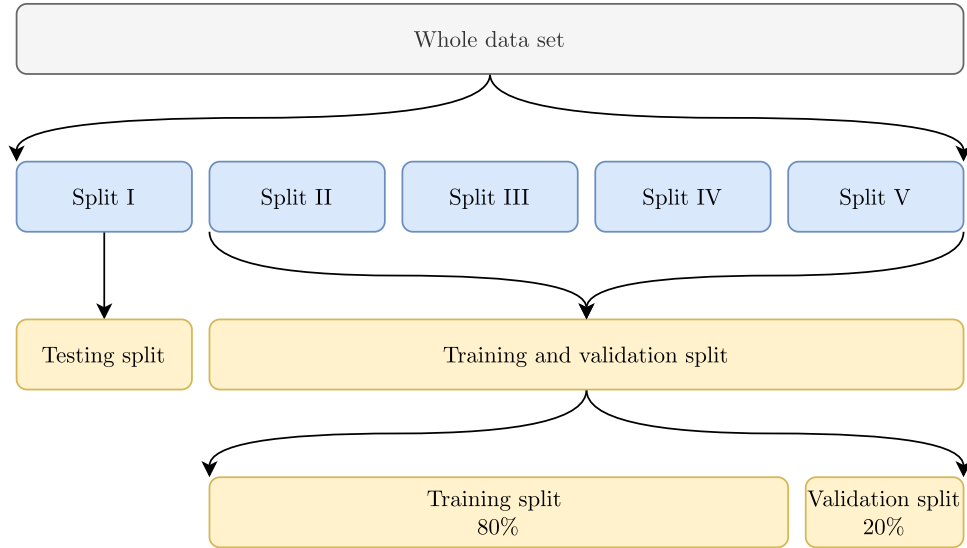 Whole data set
Split I
Split II
Split III
Split IV
Split V
Testing split
Training and validation split
Training split
80%
Validation split
20%